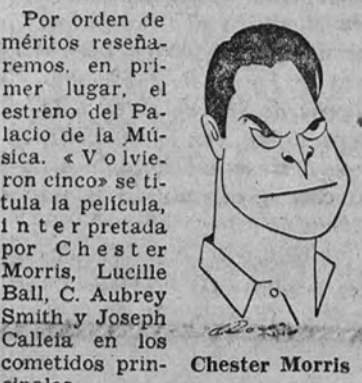 Por orden de
méritos reseña-
remos, en pri-
mer lugar, el
estreno del Pa-
lacio de la Mú-
sica. «Volvie-
ron cinco» se ti-
tula la película,
interpretada
por Chester
Morris, Lucille
Ball, C. Aubrey
Smith y Joseph
Calleia en los
cometidos prin-
Chester Morris